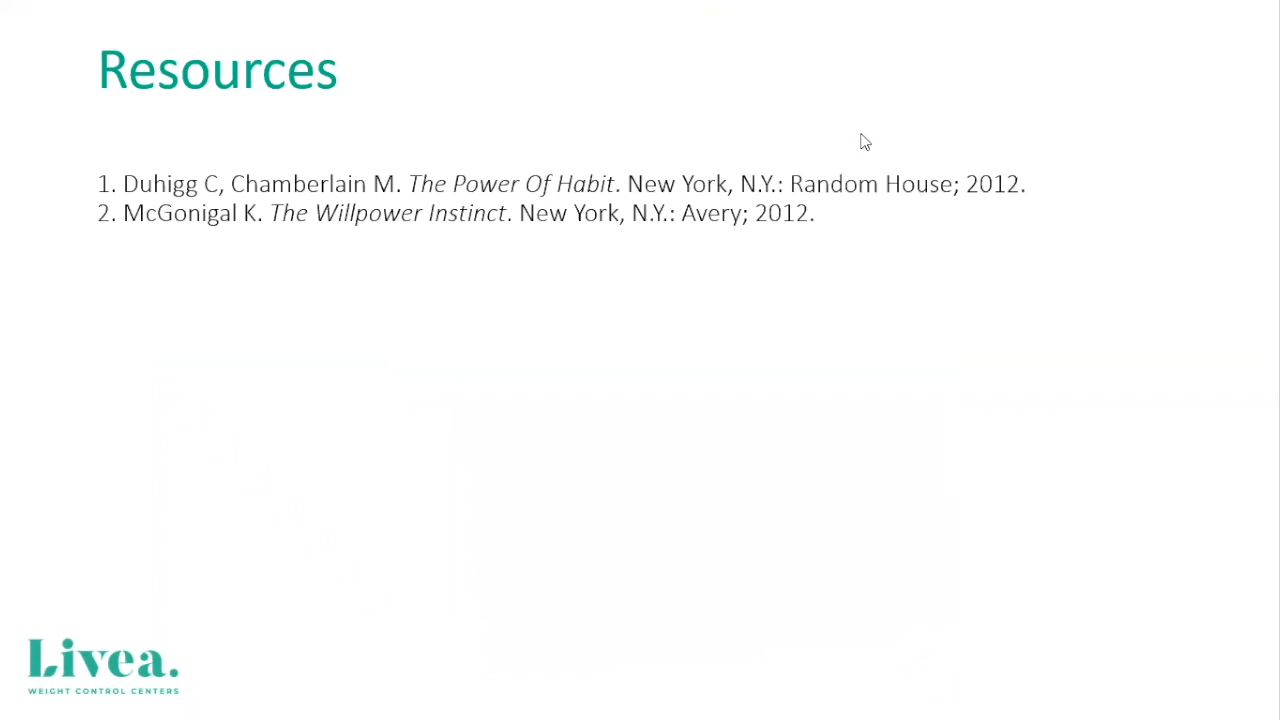 Resources
1. Duhigg C, Chamberlain M. The Power Of Habit. New York, N.Y.: Random House; 2012.
2. McGonigal K. The Willpower Instinct. New York, N.Y.: Avery; 2012.
Livea.
WEIGHT CONTROL CENTERS